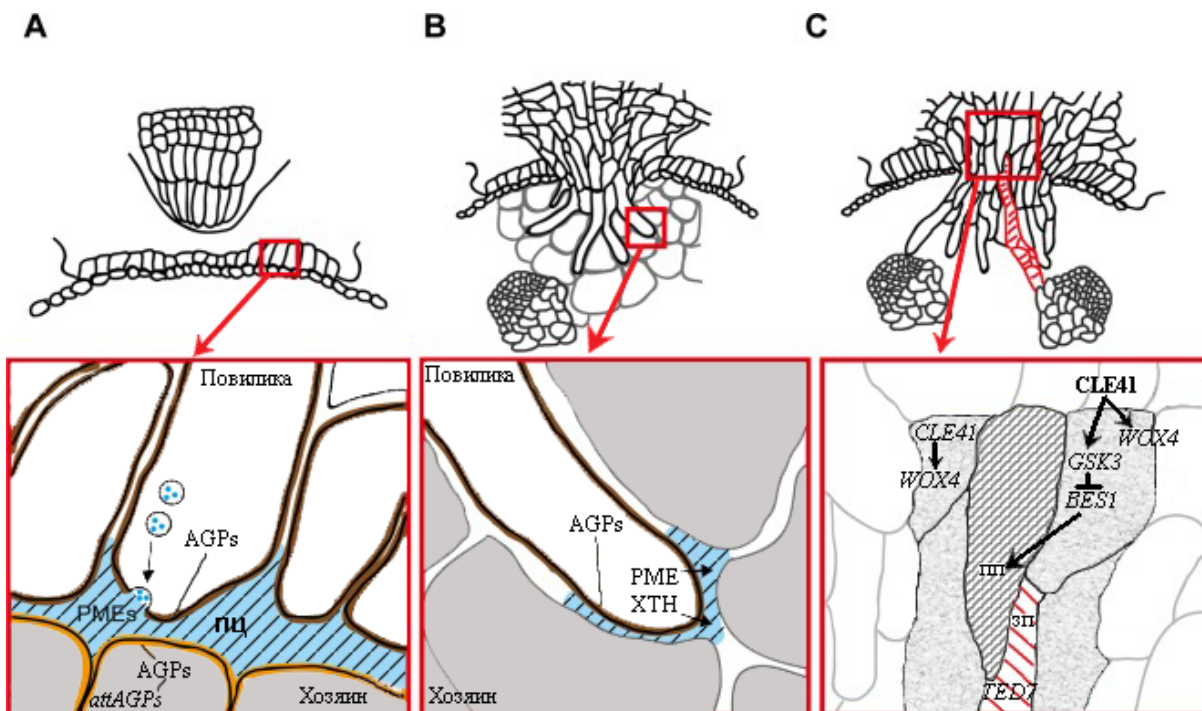 A
B
C
Повилика
AGPs
PMEs
ПЦ
AGPs
attAGPs
Хозяин
Повилика
AGPs
PME
XTH
Хозяин
CLE41
CLE41
WOX4
WOX4
GSK3
BES1
пп
зп
TED7